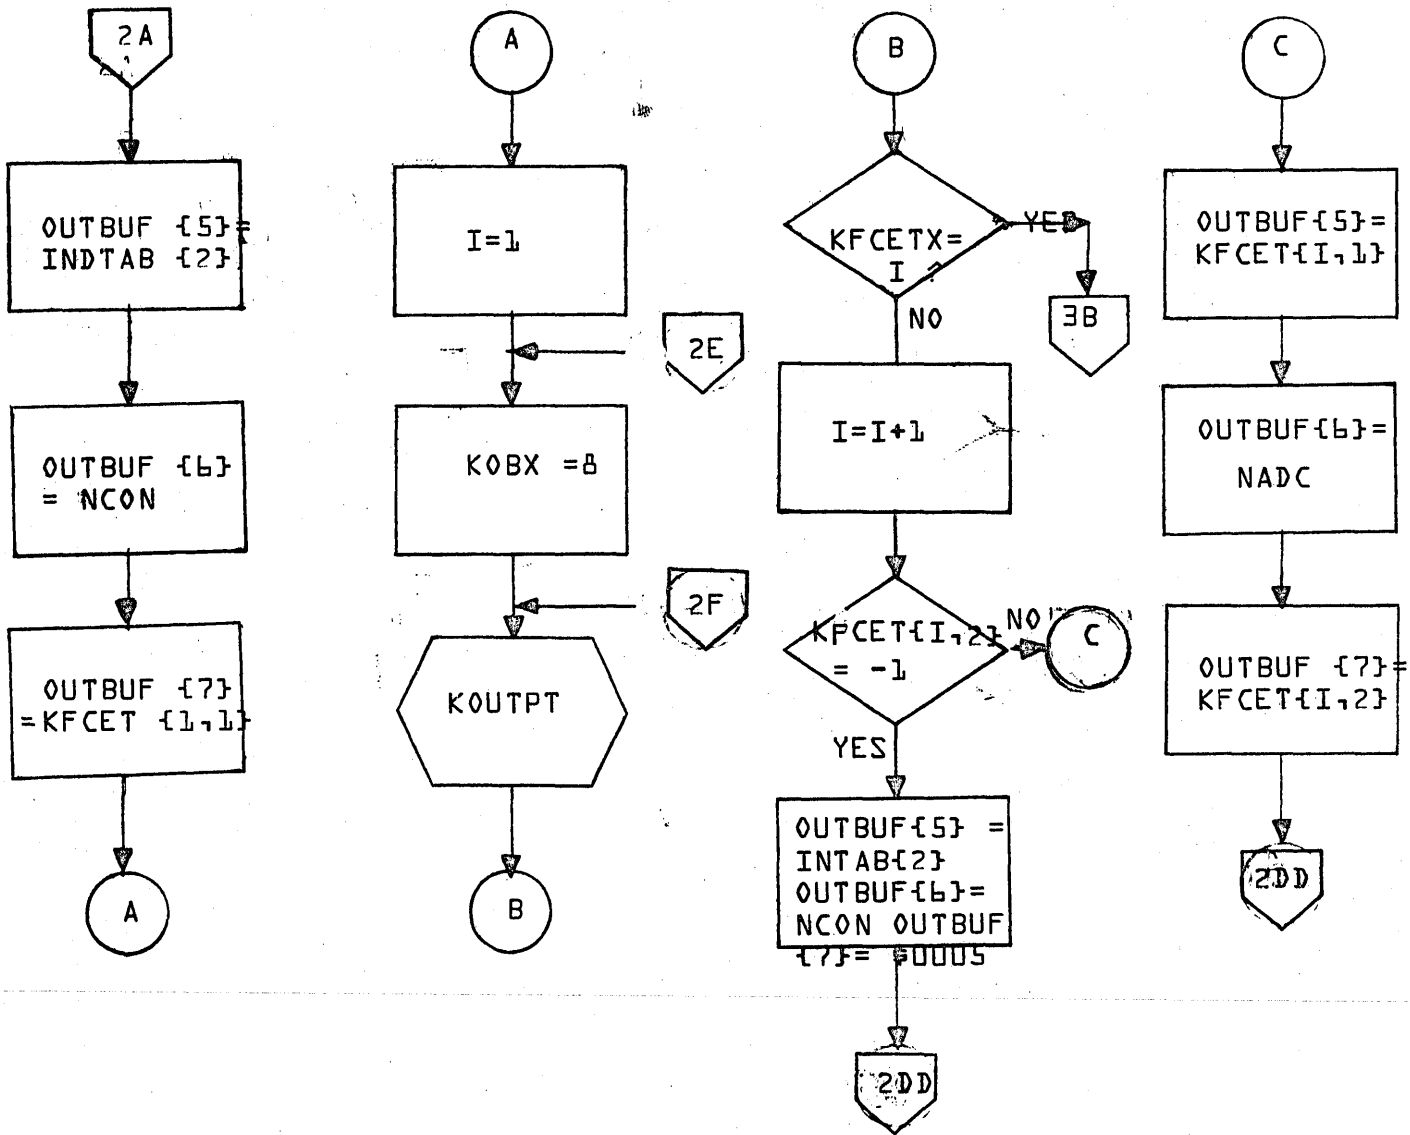 2A
OUTBUF {5}=
INDTAB {2}
OUTBUF {6}
= NCON
OUTBUF {7}
=KFCET {1,1}
A
A
I=1
2E
KOBX =8
2F
KOUTPT
B
B
KFCETX=
I ?
YES
3B
NO
I=I+1
KFCET{I,2}
= -1
NO
C
YES
OUTBUF{5} =
INTAB{2}
OUTBUF{6}=
NCON OUTBUF
{7}=
2DD
C
OUTBUF{5}=
KFCET{I,1}
OUTBUF{6}=
NADC
OUTBUF {7}=
KFCET{I,2}
2DD